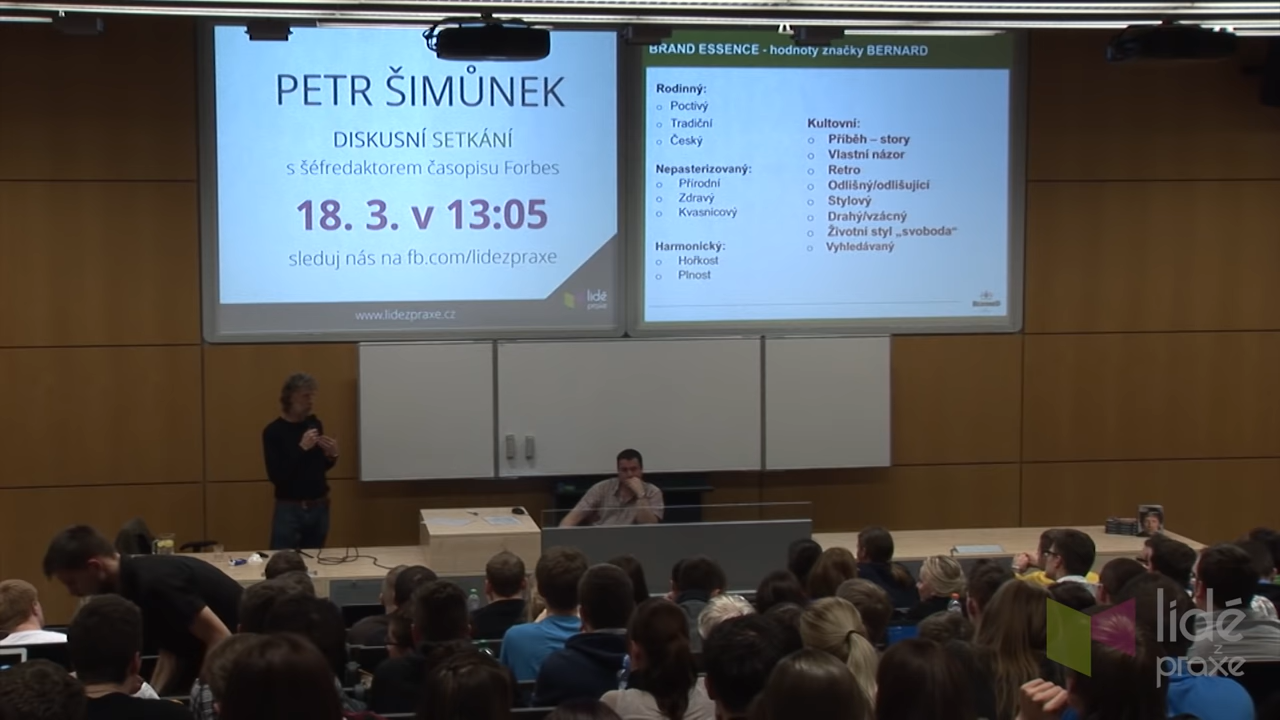 PETR ŠIMŮNEK
DISKUSNÍ SETKÁNÍ
s šéfredaktorem časopisu Forbes
18. 3. v 13:05
sleduj nás na fb.com/lidezpraxe
lidé
z
praxe
www.lidezpraxe.cz
BRAND ESSENCE - hodnoty značky BERNARD
Rodinný:
o Poctivý
o Tradiční
o Český
Nepasterizovaný:
o Přírodní
o Zdravý
o Kvasnicový
Harmonický:
o Hořkost
o Plnost
Kultovní:
o Příběh – story
o Vlastní názor
o Retro
o Odlišný/odlišující
o Stylový
o Drahý/vzácný
o Životní styl „svoboda“
o Vyhledávaný
lidé
z
praxe